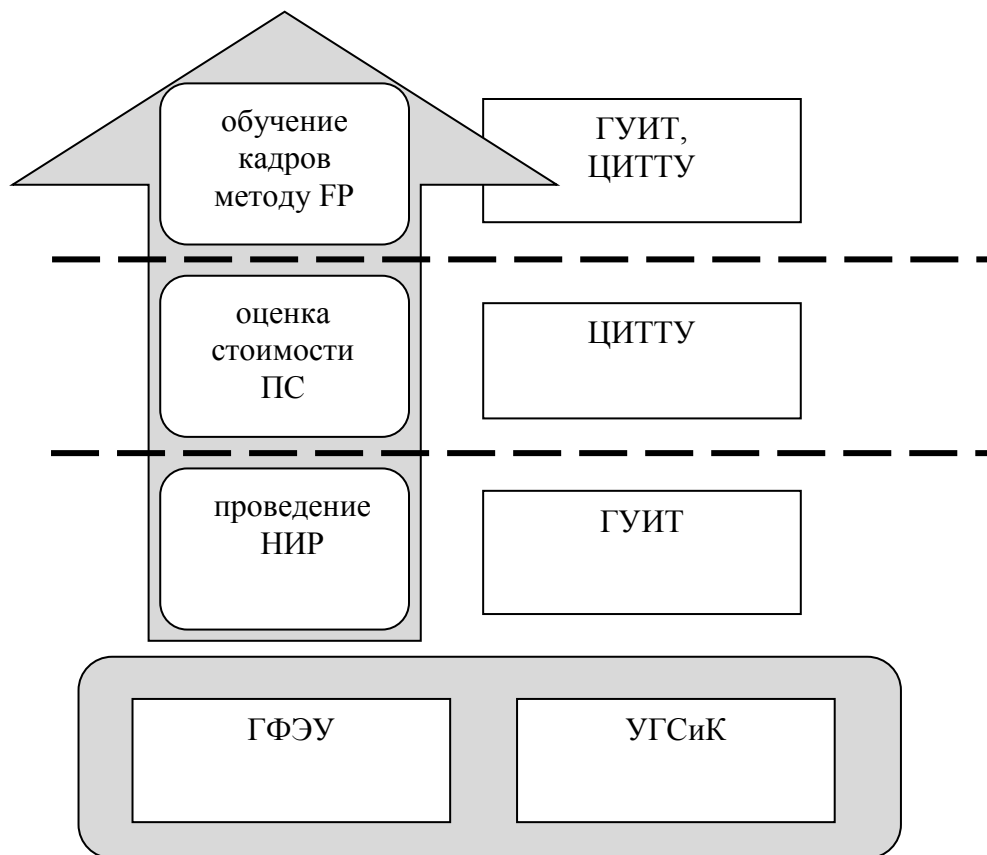 обучение
кадров
методу FP
ГУИТ,
ЦИТТУ
оценка
стоимости
ПС
ЦИТТУ
проведение
НИР
ГУИТ
ГФЭУ
УГСиК